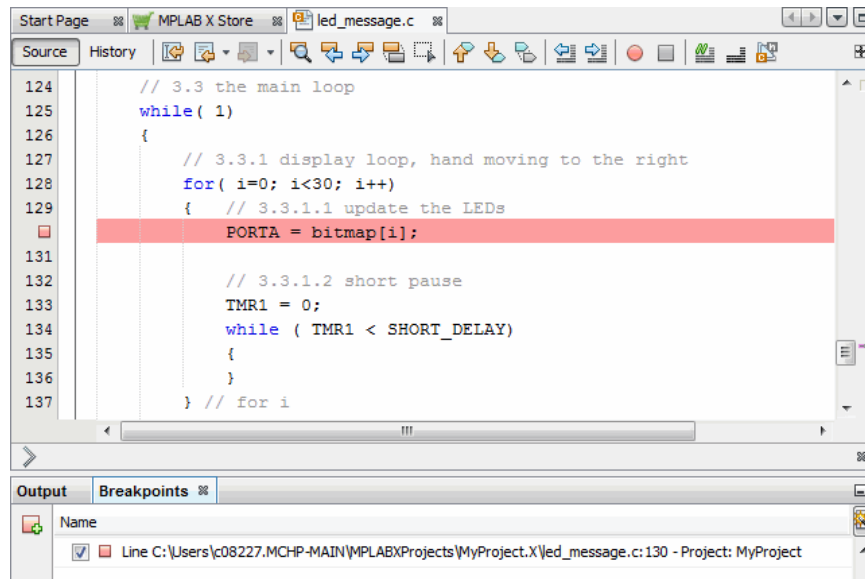 Start Page MPLAB X Store led_message.c
Source History
124 // 3.3 the main loop
125 while( 1)
126 {
127 // 3.3.1 display loop, hand moving to the right
128 for( i=0; i<30; i++)
129 { // 3.3.1.1 update the LEDs
PORTA = bitmap[i];
131
132 // 3.3.1.2 short pause
133 TMR1 = 0;
134 while ( TMR1 < SHORT_DELAY)
135 {
136 }
137 } // for i
Output Breakpoints
Name
Line C:\Users\c08227.MCHP-MAIN\MPLABXProjects\MyProject.X\led_message.c:130 - Project: MyProject